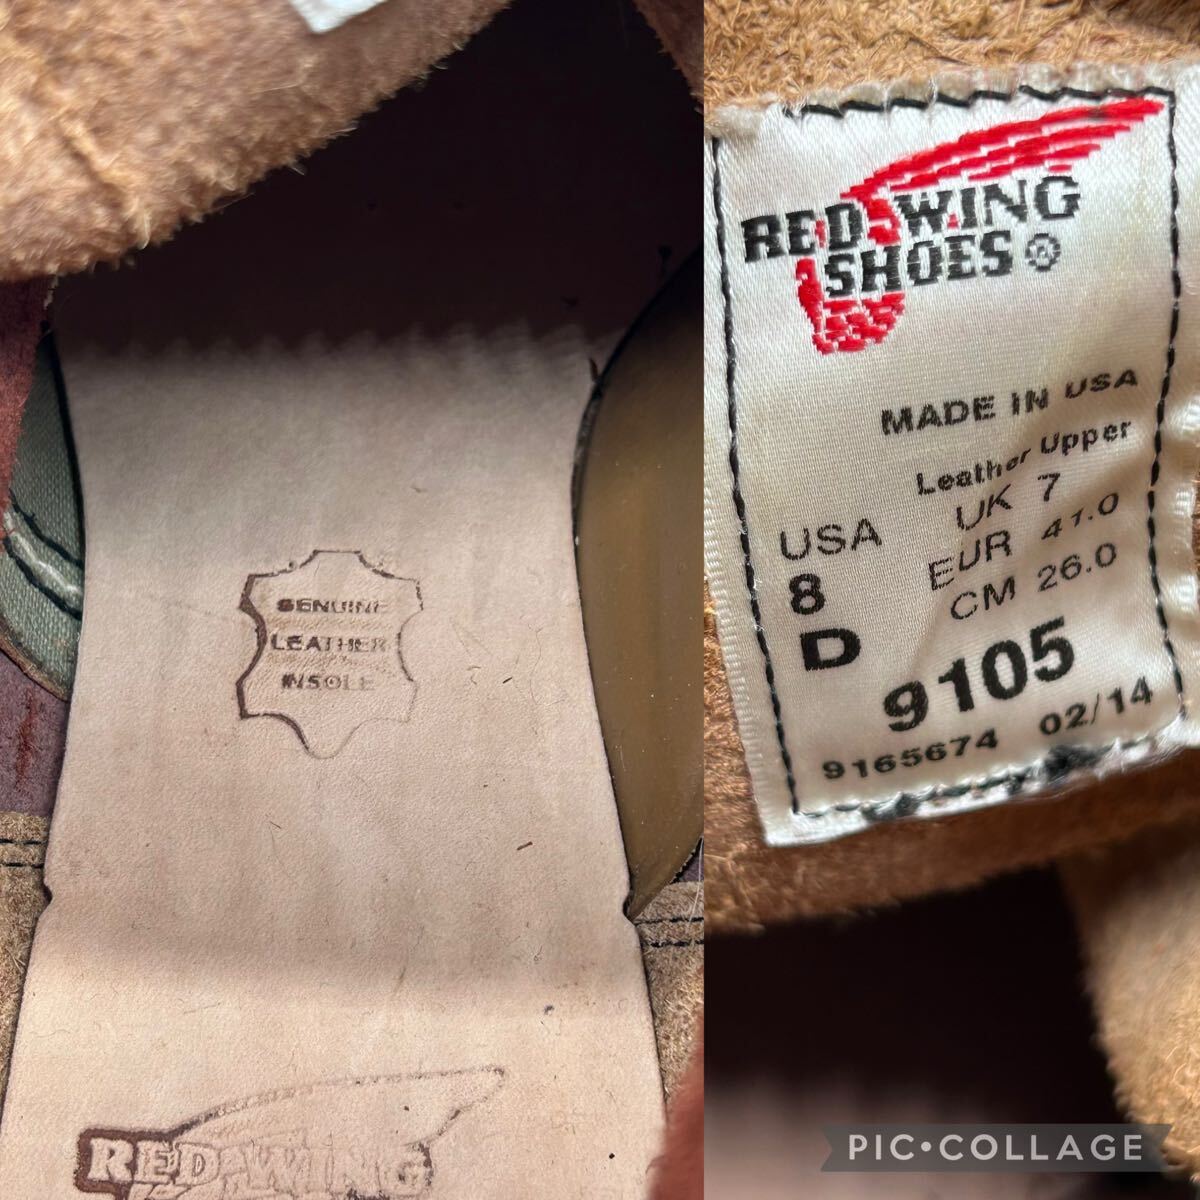 GENUINE
LEATHER
INSOLE
RED WING
RED WING
SHOES®
MADE IN USA
Leather Upper
USA
8
D
UK 7
EUR 41.0
CM 26.0
9105
9165674 02/14
PIC•COLLAGE